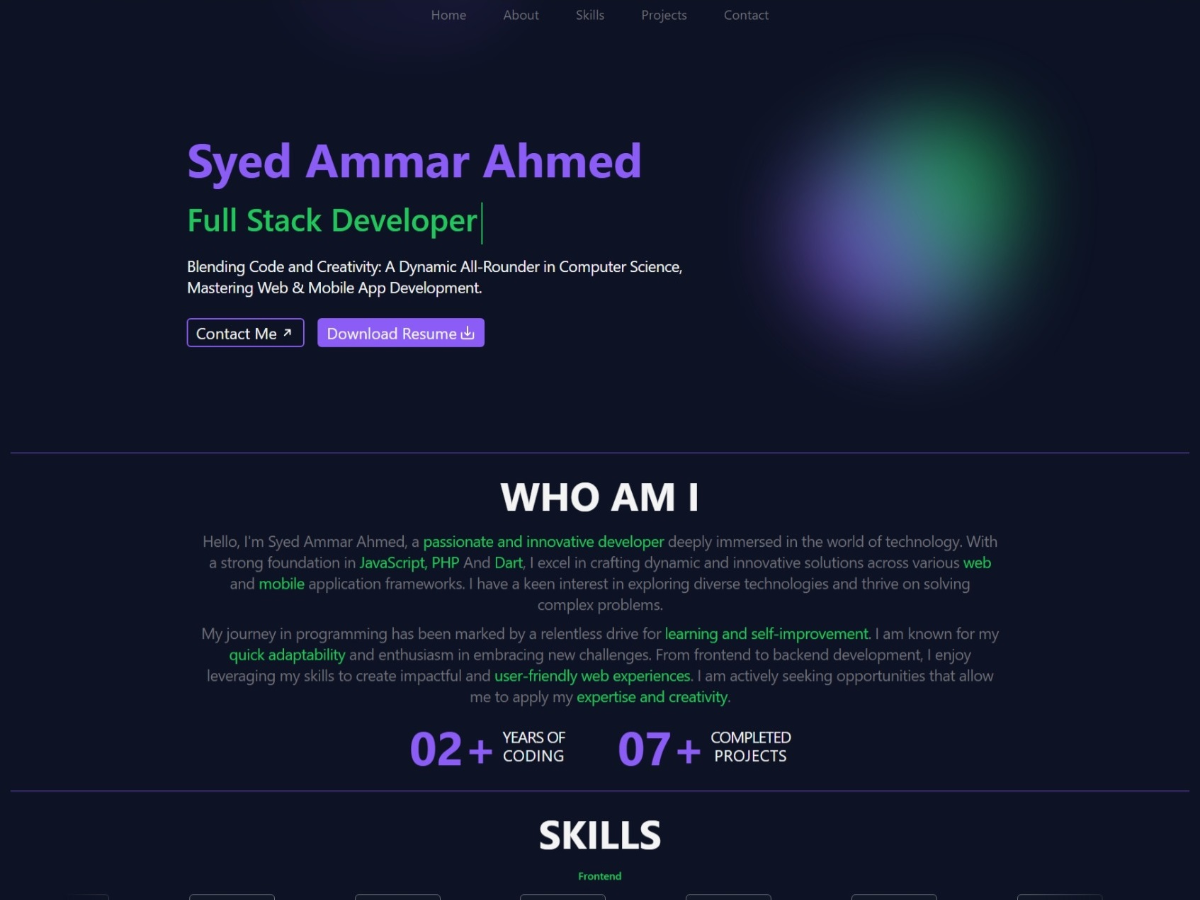 Home About Skills Projects Contact
Syed Ammar Ahmed
Full Stack Developer
Blending Code and Creativity: A Dynamic All-Rounder in Computer Science,
Mastering Web & Mobile App Development.
Contact Me Download Resume
WHO AM I
Hello, I'm Syed Ammar Ahmed, a passionate and innovative developer deeply immersed in the world of technology. With
a strong foundation in JavaScript, PHP And Dart, I excel in crafting dynamic and innovative solutions across various web
and mobile application frameworks. I have a keen interest in exploring diverse technologies and thrive on solving
complex problems.
My journey in programming has been marked by a relentless drive for learning and self-improvement. I am known for my
quick adaptability and enthusiasm in embracing new challenges. From frontend to backend development, I enjoy
leveraging my skills to create impactful and user-friendly web experiences. I am actively seeking opportunities that allow
me to apply my expertise and creativity.
02+ YEARS OF CODING
07+ COMPLETED PROJECTS
SKILLS
Frontend